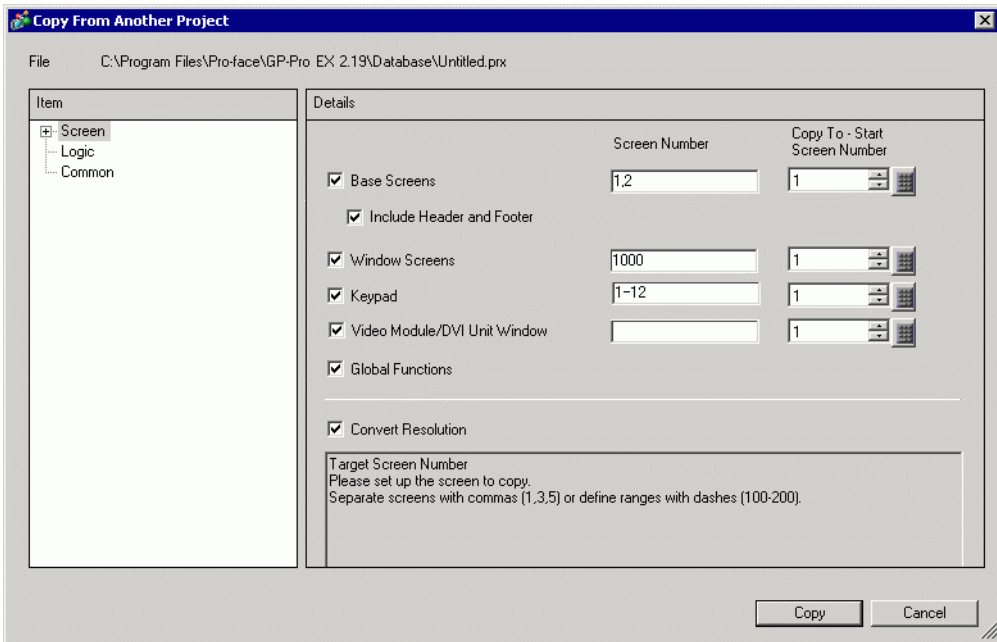 Copy From Another Project
File C:\Program Files\Pro-face\GP-Pro EX 2.19\Database\Untitled.prx
Item
Screen
Logic
Common
Details
Screen Number
Copy To - Start
Screen Number
Base Screens 1,2 1
Include Header and Footer
Window Screens 1000 1
Keypad 1-12 1
Video Module/DVI Unit Window 1
Global Functions
Convert Resolution
Target Screen Number
Please set up the screen to copy.
Separate screens with commas (1,3,5) or define ranges with dashes (100-200).
Copy Cancel